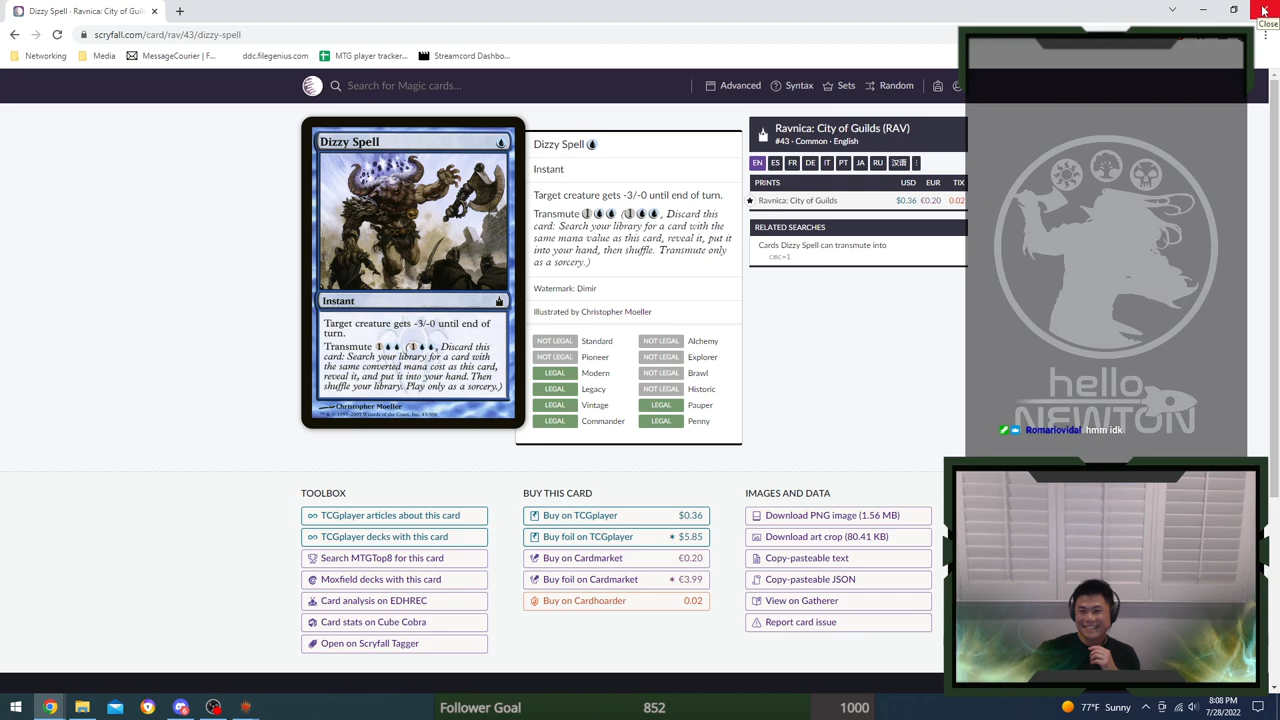 Dizzy Spell · Ravnica: City of Guil
scryfall.com/card/rav/43/dizzy-spell
Close
Networking
Media
MessageCourier | F...
ddc.filegenius.com
MTG player tracker...
Streamcord Dashbo...
Search for Magic cards...
Advanced
Syntax
Sets
Random
Dizzy Spell
Instant
Target creature gets -3/-0 until end of
turn.
Transmute 1 (1, Discard this
card: Search your library for a card with
the same converted mana cost as this card,
reveal it, and put it into your hand. Then
shuffle your library. Play only as a sorcery.)
Christopher Moeller
Dizzy Spell
Instant
Target creature gets -3/-0 until end of turn.
Transmute 1 (1, Discard this
card: Search your library for a card with the
same mana value as this card, reveal it, put it
into your hand, then shuffle. Transmute only
as a sorcery.)
Watermark: Dimir
Illustrated by Christopher Moeller
NOT LEGAL Standard NOT LEGAL Alchemy
NOT LEGAL Pioneer NOT LEGAL Explorer
LEGAL Modern NOT LEGAL Brawl
LEGAL Legacy NOT LEGAL Historic
LEGAL Vintage LEGAL Pauper
LEGAL Commander LEGAL Penny
Ravnica: City of Guilds (RAV)
#43 · Common · English
EN ES FR DE IT PT JA RU 汉语
PRINTS USD EUR TIX
Ravnica: City of Guilds $0.36 €0.20 0.02
RELATED SEARCHES
Cards Dizzy Spell can transmute into
cmc=1
hello
NEWTON
Romariovidal hmm idk
TOOLBOX
TCGplayer articles about this card
TCGplayer decks with this card
Search MTGTop8 for this card
Moxfield decks with this card
Card analysis on EDHREC
Card stats on Cube Cobra
Open on Scryfall Tagger
BUY THIS CARD
Buy on TCGplayer $0.36
Buy foil on TCGplayer $5.85
Buy on Cardmarket €0.20
Buy foil on Cardmarket €3.99
Buy on Cardhoarder 0.02
IMAGES AND DATA
Download PNG image (1.56 MB)
Download art crop (80.41 KB)
Copy-pasteable text
Copy-pasteable JSON
View on Gatherer
Report card issue
Follower Goal 852 1000
77°F Sunny
8:08 PM
7/28/2022